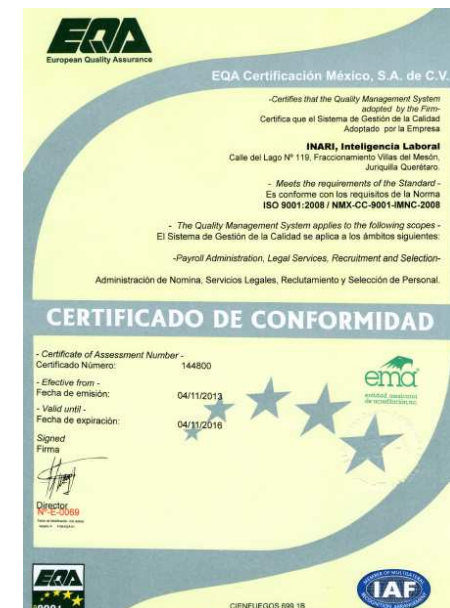 EQA
European Quality Assurance
EQA Certificación México, S.A. de C.V.
-Certifies that the Quality Management System
adopted by the Firm-
Certifica que el Sistema de Gestión de la Calidad
Adoptado por la Empresa
INARI, Inteligencia Laboral
Calle del Lago Nº 119, Fraccionamiento Villas del Mesón,
Juriquilla Querétaro.
- Meets the requirements of the Standard -
Es conforme con los requisitos de la Norma
ISO 9001:2008 / NMX-CC-9001-IMNC-2008
- The Quality Management System applies to the following scopes -
El Sistema de Gestión de la Calidad se aplica a los ámbitos siguientes:
-Payroll Administration, Legal Services, Recruitment and Selection-
Administración de Nomina, Servicios Legales, Reclutamiento y Selección de Personal.
CERTIFICADO DE CONFORMIDAD
- Certificate of Assessment Number -
Certificado Número: 144800
- Effective from -
Fecha de emisión: 04/11/2013
- Valid until -
Fecha de expiración: 04/11/2016
Signed
Firma
Director
Nº-E-0069
ema
entidad mexicana
de acreditación, a.c.
EQA
9001
CIENFUEGOS 699 18
MEMBER OF MULTILATERAL
RECOGNITION ARRANGEMENT
IAF